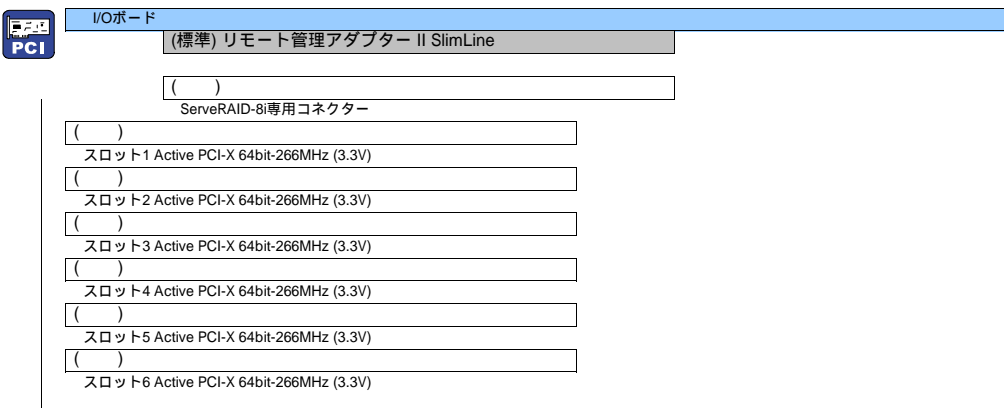 I/Oボード
PCI
(標準) リモート管理アダプター II SlimLine
(　　)
ServeRAID-8i専用コネクター
(　　)
スロット1 Active PCI-X 64bit-266MHz (3.3V)
(　　)
スロット2 Active PCI-X 64bit-266MHz (3.3V)
(　　)
スロット3 Active PCI-X 64bit-266MHz (3.3V)
(　　)
スロット4 Active PCI-X 64bit-266MHz (3.3V)
(　　)
スロット5 Active PCI-X 64bit-266MHz (3.3V)
(　　)
スロット6 Active PCI-X 64bit-266MHz (3.3V)